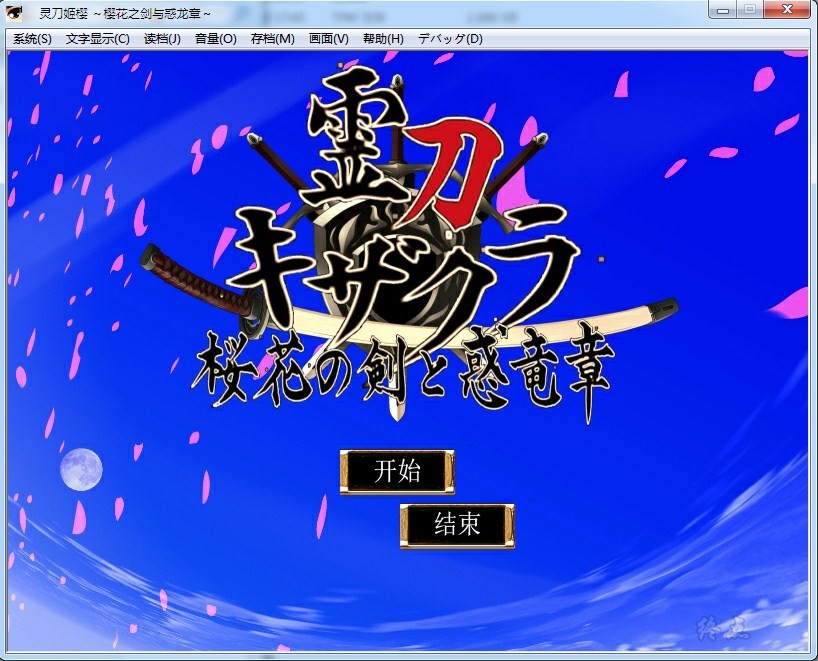 灵刀姬樱 ~樱花之剑与惑龙章~
系统(S) 文字显示(C) 读档(J) 音量(O) 存档(M) 画面(V) 帮助(H) デバッグ(D)
霊刀
キザクラ
桜花の剣と惑竜章
开始
结束